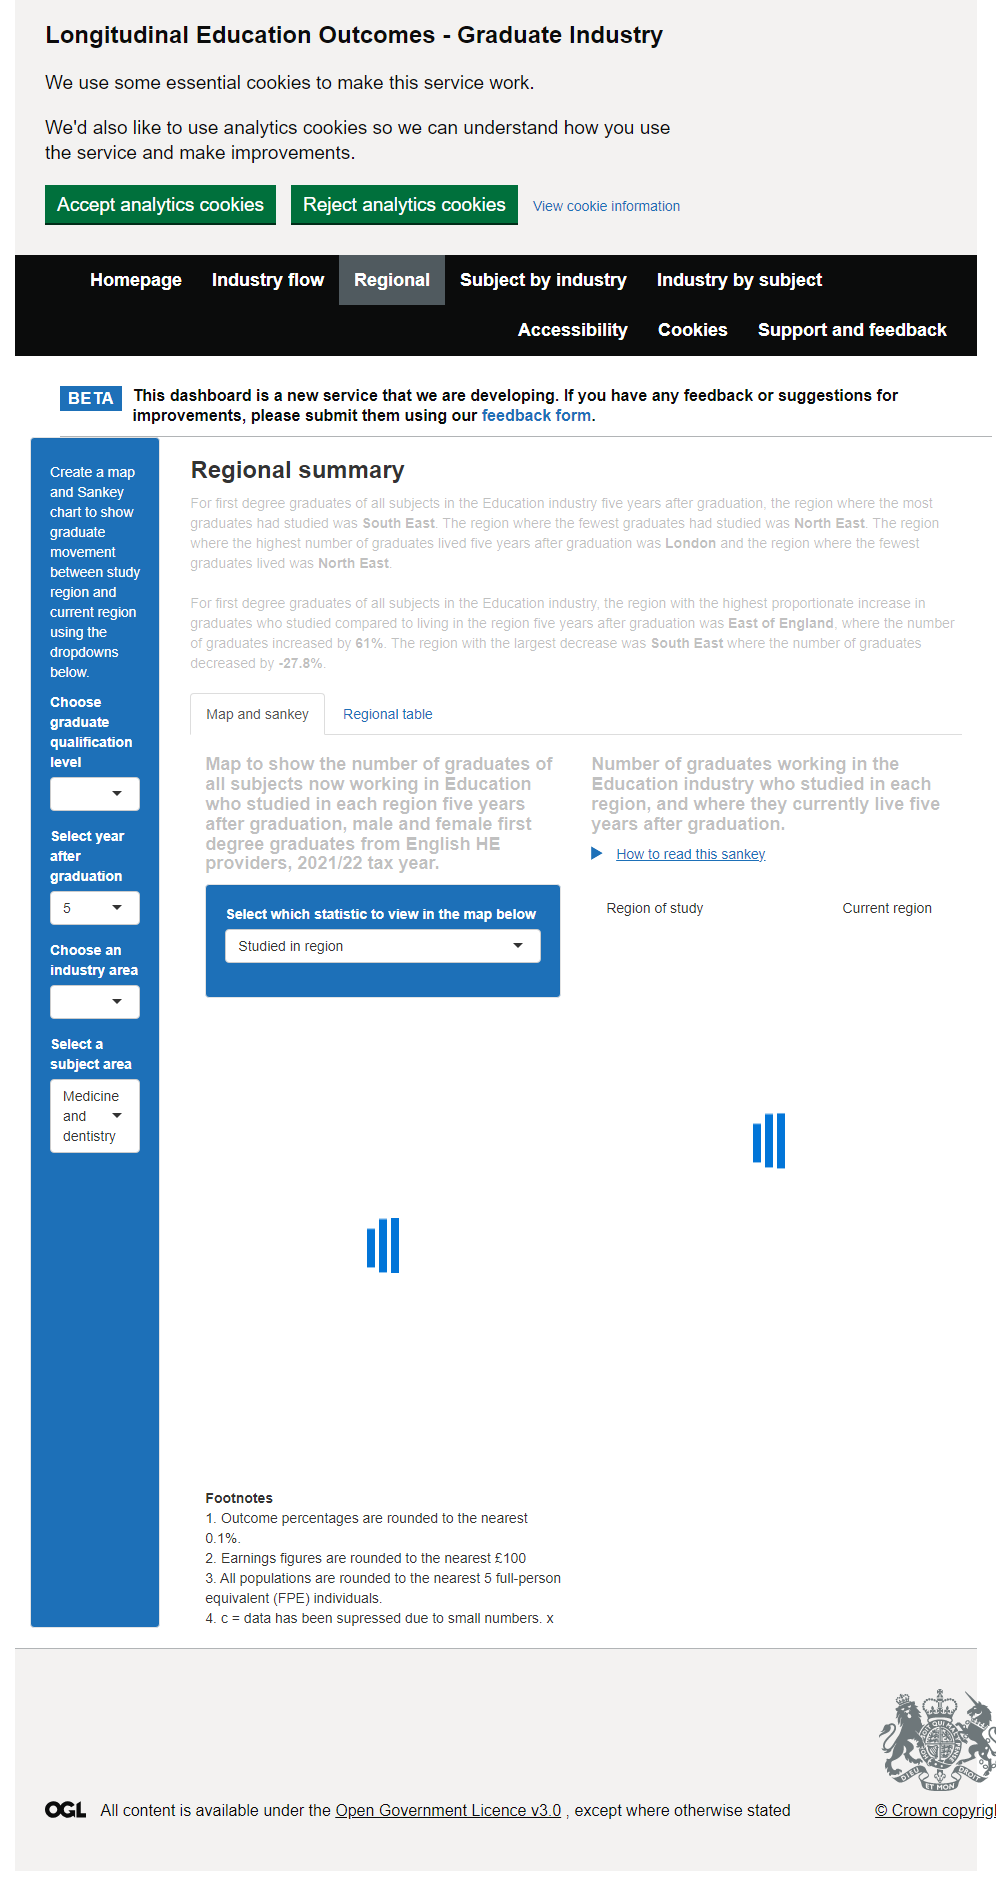 Longitudinal Education Outcomes - Graduate Industry
We use some essential cookies to make this service work.
We'd also like to use analytics cookies so we can understand how you use
the service and make improvements.
Accept analytics cookies Reject analytics cookies View cookie information
Homepage Industry flow Regional Subject by industry Industry by subject
Accessibility Cookies Support and feedback
BETA This dashboard is a new service that we are developing. If you have any feedback or suggestions for
improvements, please submit them using our feedback form.
Create a map
and Sankey
chart to show
graduate
movement
between study
region and
current region
using the
dropdowns
below.
Choose
graduate
qualification
level
Select year
after
graduation
5
Choose an
industry area
Select a
subject area
Medicine
and
dentistry
Regional summary
For first degree graduates of all subjects in the Education industry five years after graduation, the region where the most
graduates had studied was South East. The region where the fewest graduates had studied was North East. The region
where the highest number of graduates lived five years after graduation was London and the region where the fewest
graduates lived was North East.
For first degree graduates of all subjects in the Education industry, the region with the highest proportionate increase in
graduates who studied compared to living in the region five years after graduation was East of England, where the number
of graduates increased by 61%. The region with the largest decrease was South East where the number of graduates
decreased by -27.8%.
Map and sankey Regional table
Map to show the number of graduates of
all subjects now working in Education
who studied in each region five years
after graduation, male and female first
degree graduates from English HE
providers, 2021/22 tax year.
Select which statistic to view in the map below
Studied in region
Number of graduates working in the
Education industry who studied in each
region, and where they currently live five
years after graduation.
How to read this sankey
Region of study Current region
Footnotes
1. Outcome percentages are rounded to the nearest
0.1%.
2. Earnings figures are rounded to the nearest £100
3. All populations are rounded to the nearest 5 full-person
equivalent (FPE) individuals.
4. c = data has been supressed due to small numbers. x
OGL All content is available under the Open Government Licence v3.0 , except where otherwise stated
© Crown copyrig